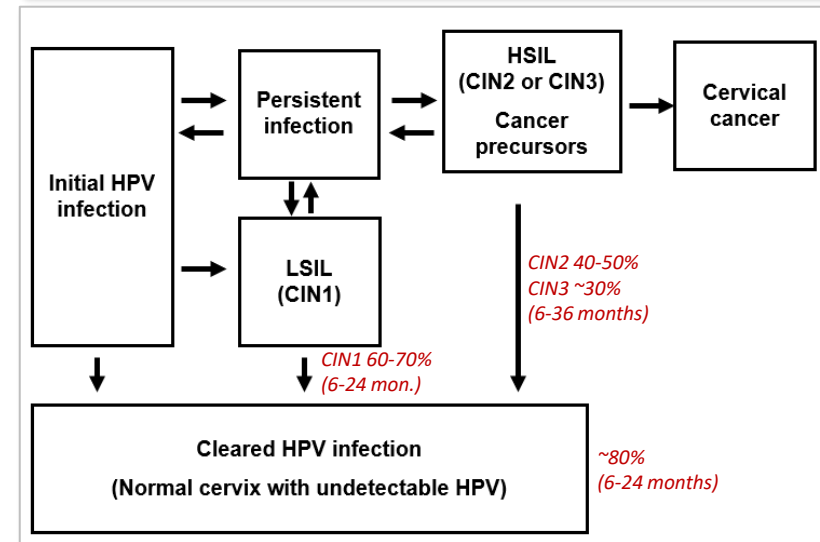 Initial HPV
infection
Persistent
infection
HSIL
(CIN2 or CIN3)
Cancer
precursors
Cervical
cancer
LSIL
(CIN1)
CIN2 40-50%
CIN3 ~30%
(6-36 months)
CIN1 60-70%
(6-24 mon.)
Cleared HPV infection
(Normal cervix with undetectable HPV)
~80%
(6-24 months)